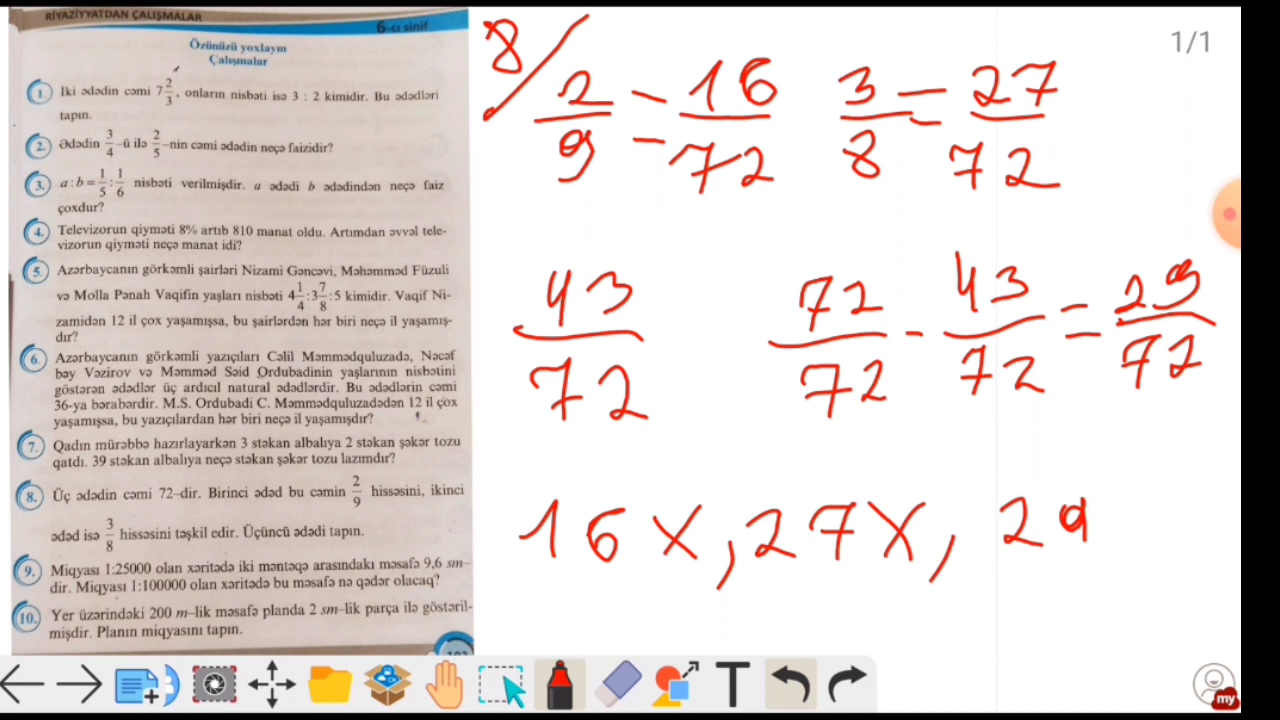 RİYAZİYYATDAN ÇALIŞMALAR
6-cı sinif
Özünüzü yoxlayın
Çalışmalar
1. İki ədədin cəmi 7 2/3, onların nisbəti isə 3 : 2 kimidir. Bu ədədləri
tapın.
2. Ədədin 3/4 –ü ilə 2/5 –nin cəmi ədədin neçə faizidir?
3. a : b = 1/5 : 1/6 nisbəti verilmişdir. a ədədi b ədədindən neçə faiz
çoxdur?
4. Televizorun qiyməti 8% artıb 810 manat oldu. Artımdan əvvəl tele-
vizorun qiyməti neçə manat idi?
5. Azərbaycanın görkəmli şairləri Nizami Gəncəvi, Məhəmməd Füzuli
və Molla Pənah Vaqifin yaşları nisbəti 4 1/4 : 3 7/8 : 5 kimidir. Vaqif Ni-
zamidən 12 il çox yaşamışsa, bu şairlərdən hər biri neçə il yaşamış-
dır?
6. Azərbaycanın görkəmli yazıçıları Cəlil Məmmədquluzadə, Nəcəf
bəy Vəzirov və Məmməd Səid Ordubadinin yaşlarının nisbətini
göstərən ədədlər üç ardıcıl natural ədədlərdir. Bu ədədlərin cəmi
36-ya bərabərdir. M.S. Ordubadi C. Məmmədquluzadədən 12 il çox
yaşamışsa, bu yazıçılardan hər biri neçə il yaşamışdır?
7. Qadın mürəbbə hazırlayarkən 3 stəkan albalıya 2 stəkan şəkər tozu
qatdı. 39 stəkan albalıya neçə stəkan şəkər tozu lazımdır?
8. Üç ədədin cəmi 72–dir. Birinci ədəd bu cəmin 2/9 hissəsini, ikinci
ədəd isə 3/8 hissəsini təşkil edir. Üçüncü ədədi tapın.
9. Miqyası 1:25000 olan xəritədə iki məntəqə arasındakı məsafə 9,6 sm–
dir. Miqyası 1:100000 olan xəritədə bu məsafə nə qədər olacaq?
10. Yer üzərindəki 200 m–lik məsafə planda 2 sm–lik parça ilə göstəril-
mişdir. Planın miqyasını tapın.
8/ 2/9 = 16/72 3/8 = 27/72
43/72 72/72 - 43/72 = 29/72
16x, 27x, 29
1/1
T
my